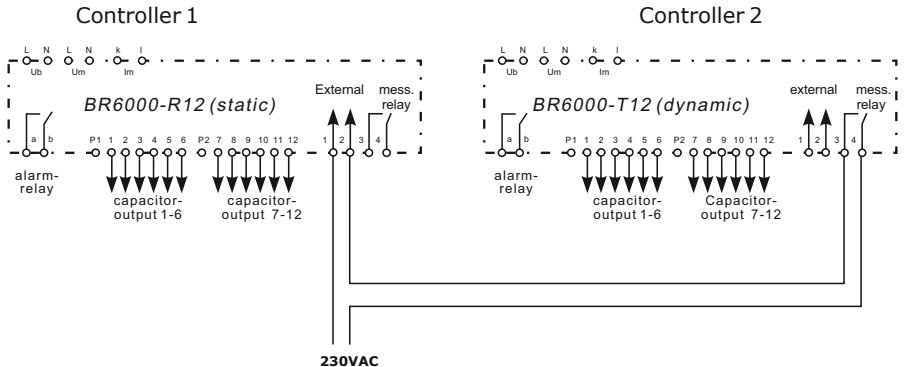 Controller 1 Controller 2
L N L N k l L N L N k l
Ub Um Im Ub Um Im
External mess. relay external mess. relay
BR6000-R12 (static) BR6000-T12 (dynamic)
a b P1 1 2 3 4 5 6 P2 7 8 9 10 11 12 1 2 3 4 a b P1 1 2 3 4 5 6 P2 7 8 9 10 11 12 1 2 3 4
alarm- alarm-
relay relay
capacitor- capacitor- capacitor- Capacitor-
output 1-6 output 7-12 output 1-6 output 7-12
230VAC